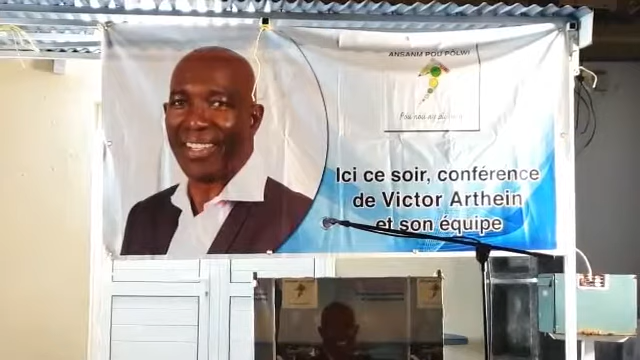 ANSANM POU PÒLWI
Ici ce soir, conférence
de Victor Arthein
et son équipe